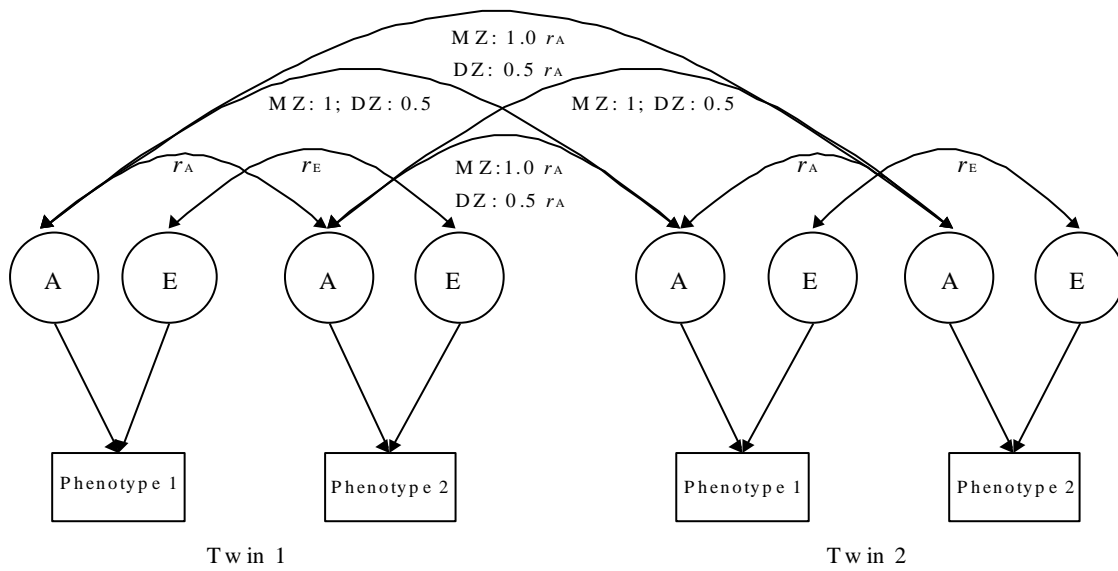 MZ: 1.0 rA
DZ: 0.5 rA
MZ: 1; DZ: 0.5
MZ: 1; DZ: 0.5
rA
rE
MZ:1.0 rA
DZ: 0.5 rA
rA
rE
A
E
A
E
A
E
A
E
Phenotype 1
Phenotype 2
Phenotype 1
Phenotype 2
Twin 1
Twin 2